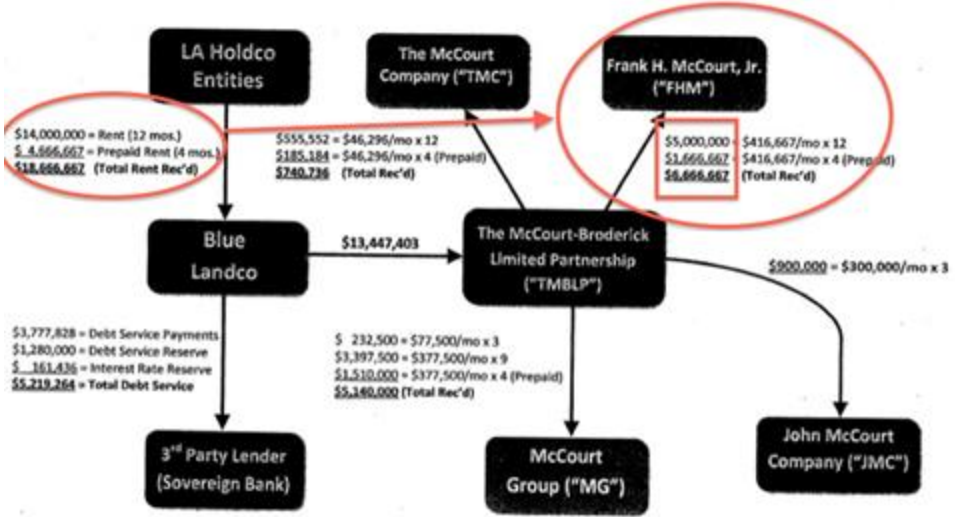 LA Holdco
Entities
The McCourt
Company ("TMC")
Frank H. McCourt, Jr.
("FHM")
$14,000,000 = Rent (12 mos.)
$ 4,666,667 = Prepaid Rent (4 mos.)
$18,666,667 (Total Rent Rec'd)
$555,552 = $46,296/mo x 12
$185,184 = $46,296/mo x 4 (Prepaid)
$740,736 (Total Rec'd)
$5,000,000 = $416,667/mo x 12
$1,666,667 = $416,667/mo x 4 (Prepaid)
$6,666,667 (Total Rec'd)
Blue
Landco
$13,447,403
The McCourt-Broderick
Limited Partnership
("TMBLP")
$900,000 = $300,000/mo x 3
$3,777,828 = Debt Service Payments
$1,280,000 = Debt Service Reserve
$ 161,436 = Interest Rate Reserve
$5,219,264 = Total Debt Service
$ 232,500 = $77,500/mo x 3
$3,397,500 = $377,500/mo x 9
$1,510,000 = $377,500/mo x 4 (Prepaid)
$5,140,000 (Total Rec'd)
3rd Party Lender
(Sovereign Bank)
McCourt
Group ("MG")
John McCourt
Company ("JMC")